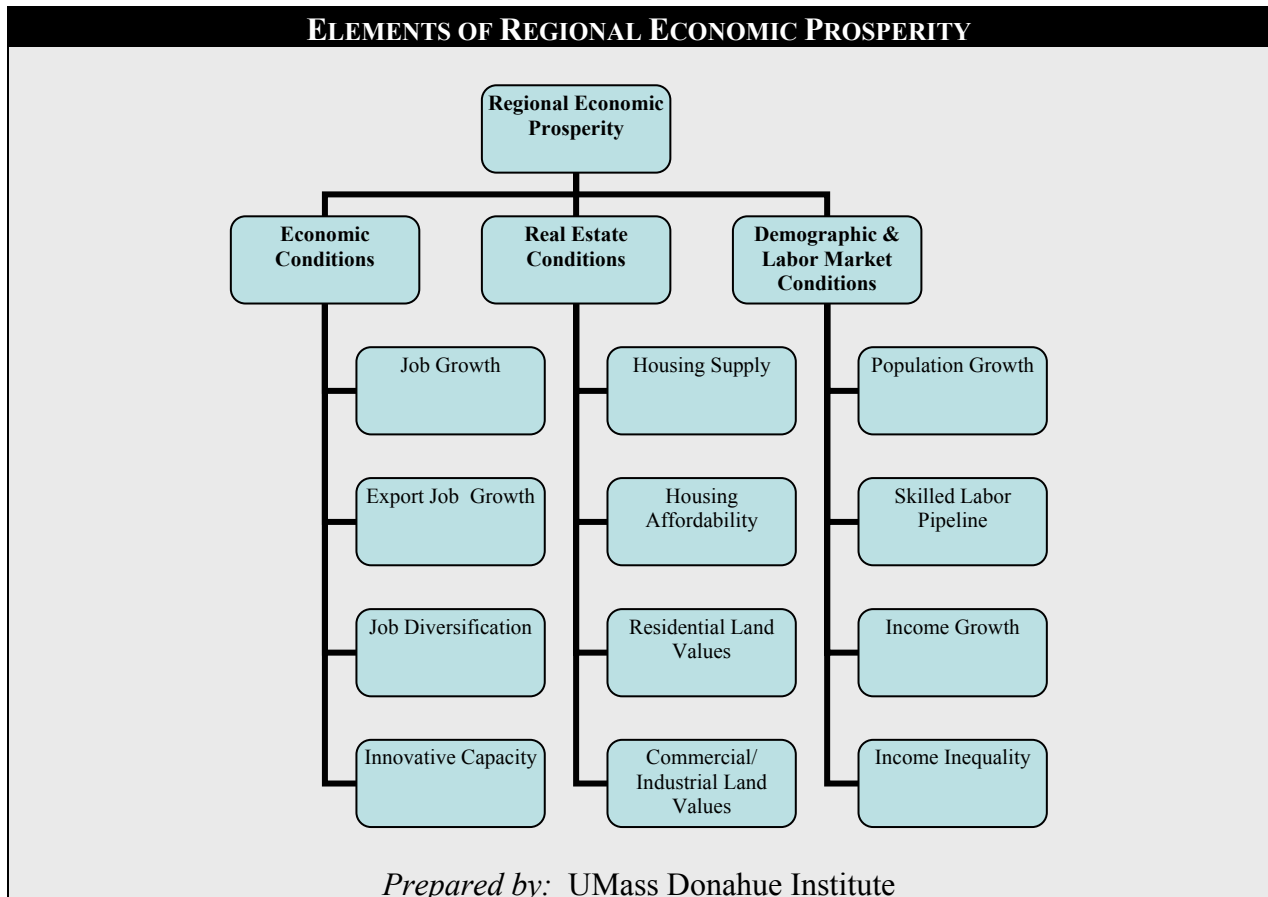 ELEMENTS OF REGIONAL ECONOMIC PROSPERITY
Regional Economic
Prosperity
Economic
Conditions
Real Estate
Conditions
Demographic &
Labor Market
Conditions
Job Growth
Housing Supply
Population Growth
Export Job Growth
Housing
Affordability
Skilled Labor
Pipeline
Job Diversification
Residential Land
Values
Income Growth
Innovative Capacity
Commercial/
Industrial Land
Values
Income Inequality
Prepared by: UMass Donahue Institute